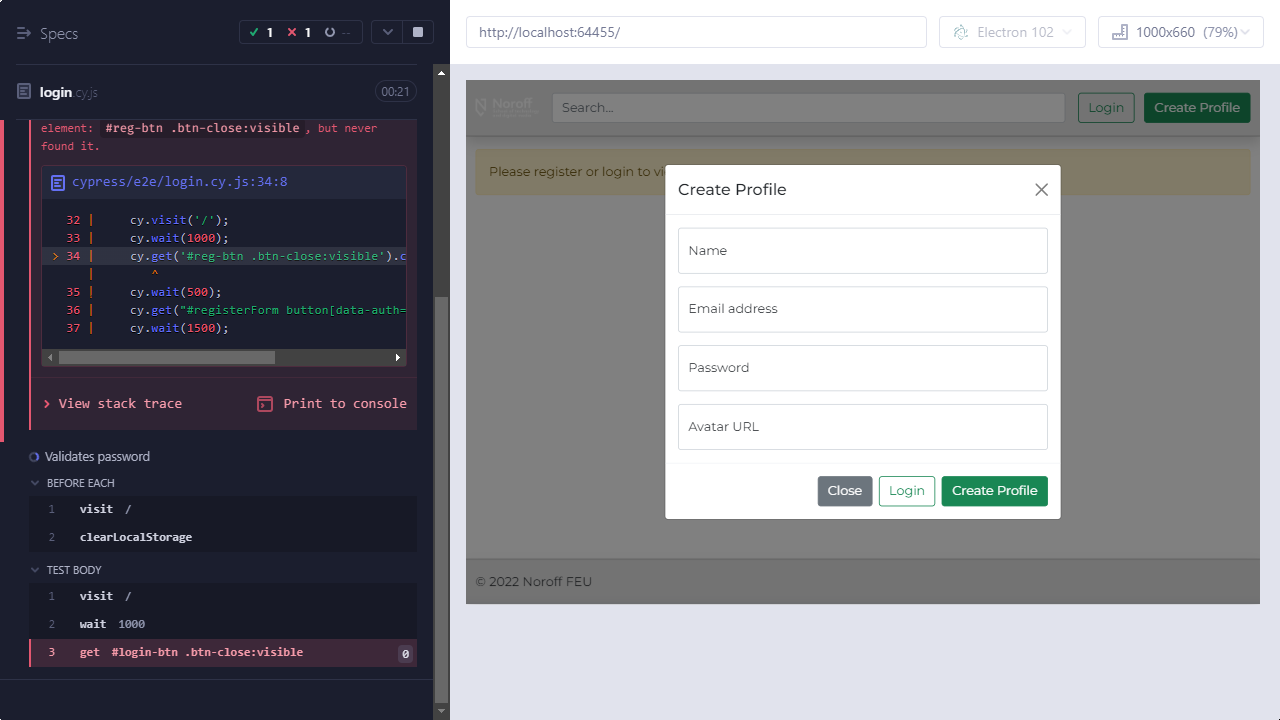 Specs
1
1
--
login.cy.js
00:21
element: #reg-btn .btn-close:visible, but never
found it.
cypress/e2e/login.cy.js:34:8
32 | cy.visit('/');
33 | cy.wait(1000);
> 34 | cy.get('#reg-btn .btn-close:visible').c
| ^
35 | cy.wait(500);
36 | cy.get("#registerForm button[data-auth=
37 | cy.wait(1500);
View stack trace
Print to console
Validates password
BEFORE EACH
1 visit /
2 clearLocalStorage
TEST BODY
1 visit /
2 wait 1000
3 get #login-btn .btn-close:visible 0
http://localhost:64455/
Electron 102
1000x660 (79%)
Noroff
Search...
Login
Create Profile
Please register or login to vi
Create Profile
Name
Email address
Password
Avatar URL
Close
Login
Create Profile
© 2022 Noroff FEU